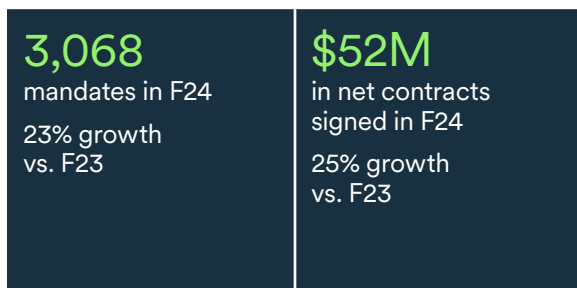 3,068
mandates in F24
23% growth
vs. F23
$52M
in net contracts
signed in F24
25% growth
vs. F23